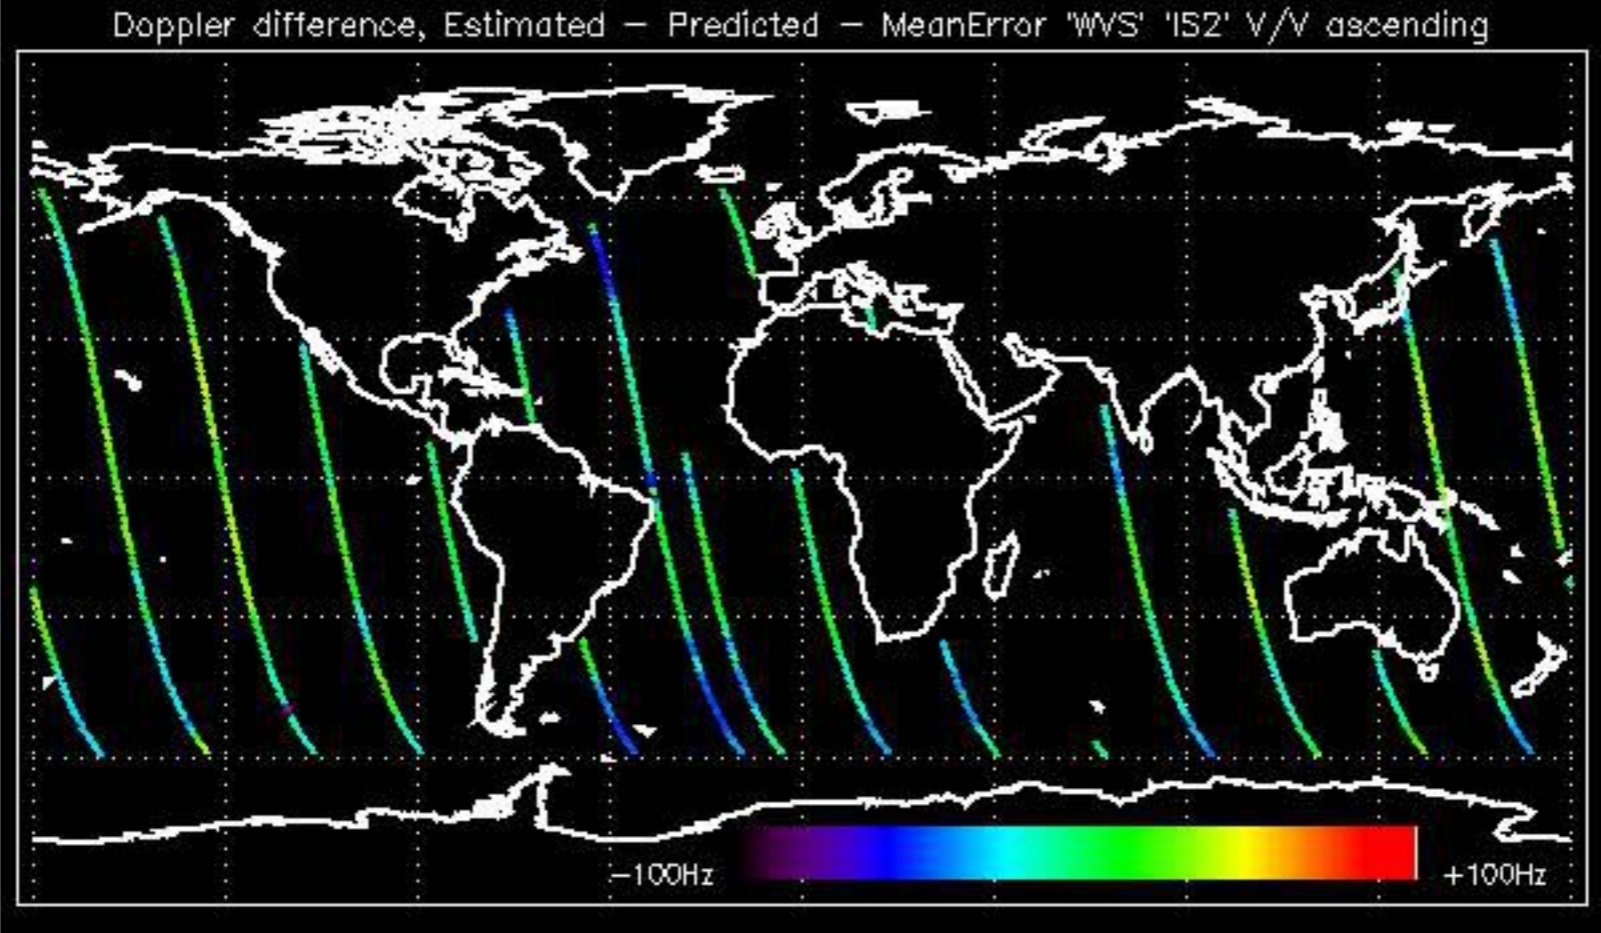 Doppler difference, Estimated — Predicted — MeanError 'WVS' 'IS2' V/V ascending
—100Hz +100Hz